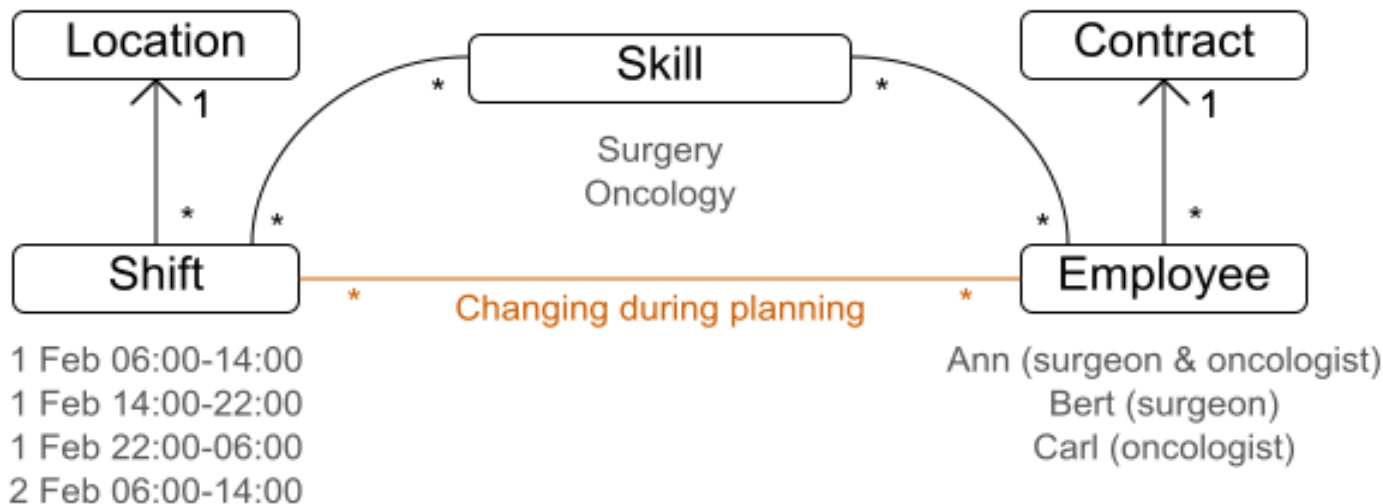 Location
Skill
Contract
1
*
*
1
Surgery
Oncology
*
*
*
*
Shift
Employee
*
Changing during planning
*
1 Feb 06:00-14:00
1 Feb 14:00-22:00
1 Feb 22:00-06:00
2 Feb 06:00-14:00
Ann (surgeon & oncologist)
Bert (surgeon)
Carl (oncologist)